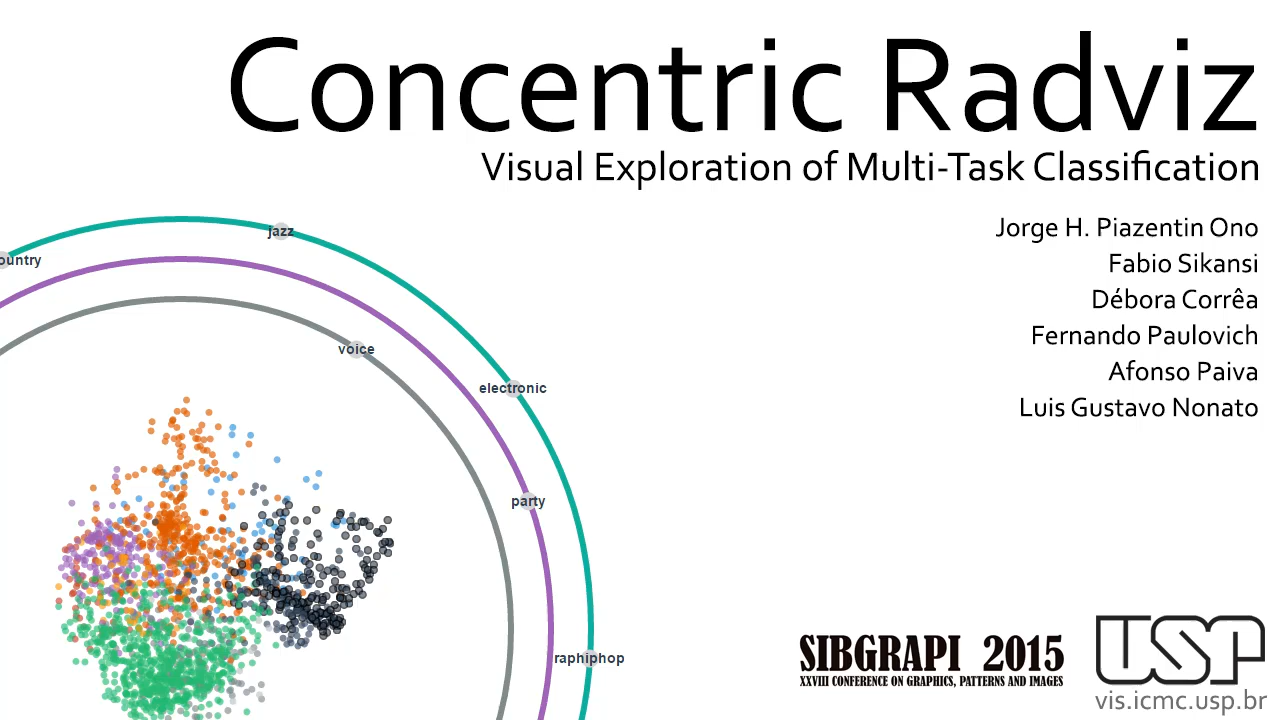 Concentric Radviz
Visual Exploration of Multi-Task Classification
Jorge H. Piazentin Ono
Fabio Sikansi
Débora Corrêa
Fernando Paulovich
Afonso Paiva
Luis Gustavo Nonato
jazz
ountry
voice
electronic
party
raphiphop
SIBGRAPI 2015
XXVIII CONFERENCE ON GRAPHICS, PATTERNS AND IMAGES
USP
vis.icmc.usp.br